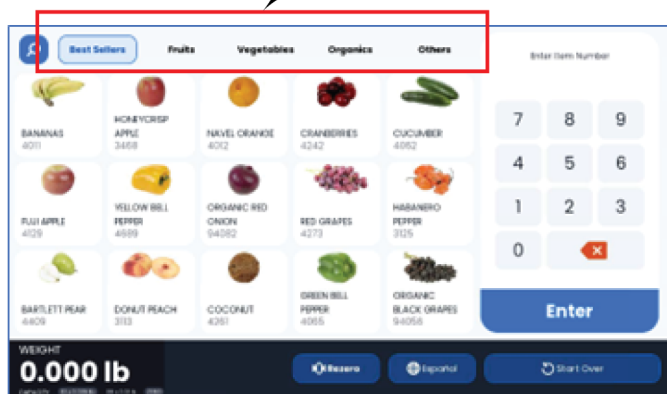 Best Sellers Fruits Vegetables Organics Others
Enter Item Number
BANANAS
4011
HONEYCRISP
APPLE
3468
NAVEL ORANGE
4012
CRANBERRIES
4242
CUCUMBER
4062
FUJI APPLE
4129
YELLOW BELL
PEPPER
4689
ORGANIC RED
ONION
94082
RED GRAPES
4273
HABANERO
PEPPER
3125
BARTLETT PEAR
4409
DONUT PEACH
3113
COCONUT
4261
GREEN BELL
PEPPER
4065
ORGANIC
BLACK GRAPES
94056
7 8 9
4 5 6
1 2 3
0
Enter
WEIGHT
0.000 lb
Rezero
Español
Start Over